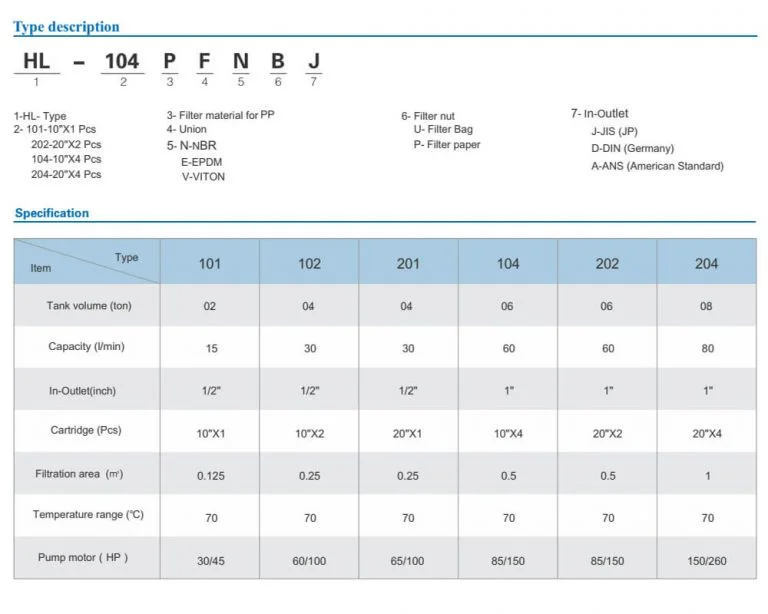 Type description
HL – 104 P F N B J
1 2 3 4 5 6 7
1-HL- Type
2- 101-10"X1 Pcs
202-20"X2 Pcs
104-10"X4 Pcs
204-20"X4 Pcs
3- Filter material for PP
4- Union
5- N-NBR
E-EPDM
V-VITON
6- Filter nut
U- Filter Bag
P- Filter paper
7- In-Outlet
J-JIS (JP)
D-DIN (Germany)
A-ANS (American Standard)
Specification
Item Type 101 102 201 104 202 204
Tank volume (ton) 02 04 04 06 06 08
Capacity (l/min) 15 30 30 60 60 80
In-Outlet(inch) 1/2" 1/2" 1/2" 1" 1" 1"
Cartridge (Pcs) 10"X1 10"X2 20"X1 10"X4 20"X2 20"X4
Filtration area (㎡) 0.125 0.25 0.25 0.5 0.5 1
Temperature range (℃) 70 70 70 70 70 70
Pump motor ( HP ) 30/45 60/100 65/100 85/150 85/150 150/260